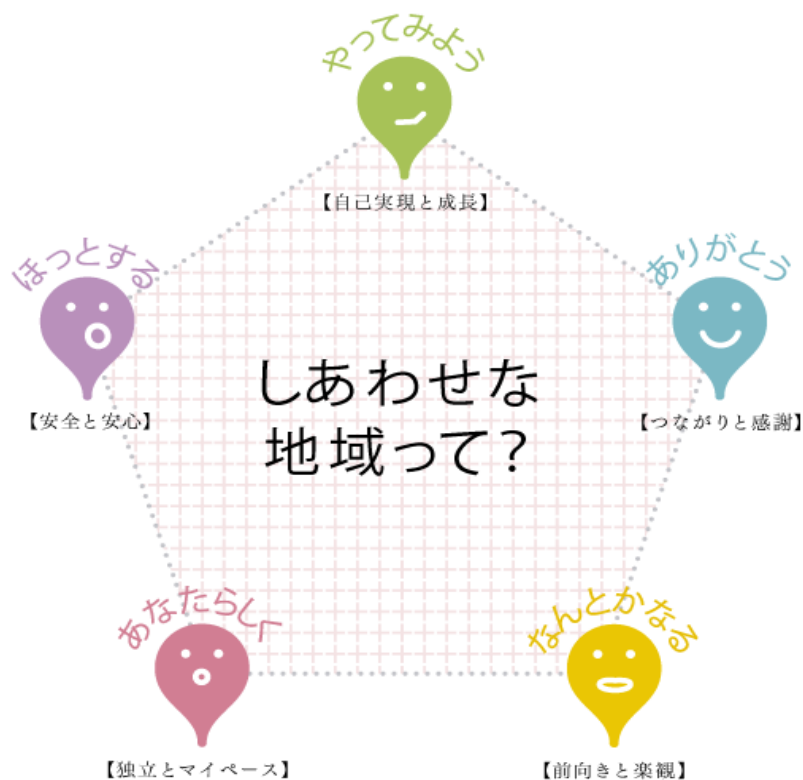 やってみよう
【自己実現と成長】
ほっとする
【安全と安心】
ありがとう
【つながりと感謝】
しあわせな
地域って?
あなたらしく
【独立とマイペース】
なんとかなる
【前向きと楽観】